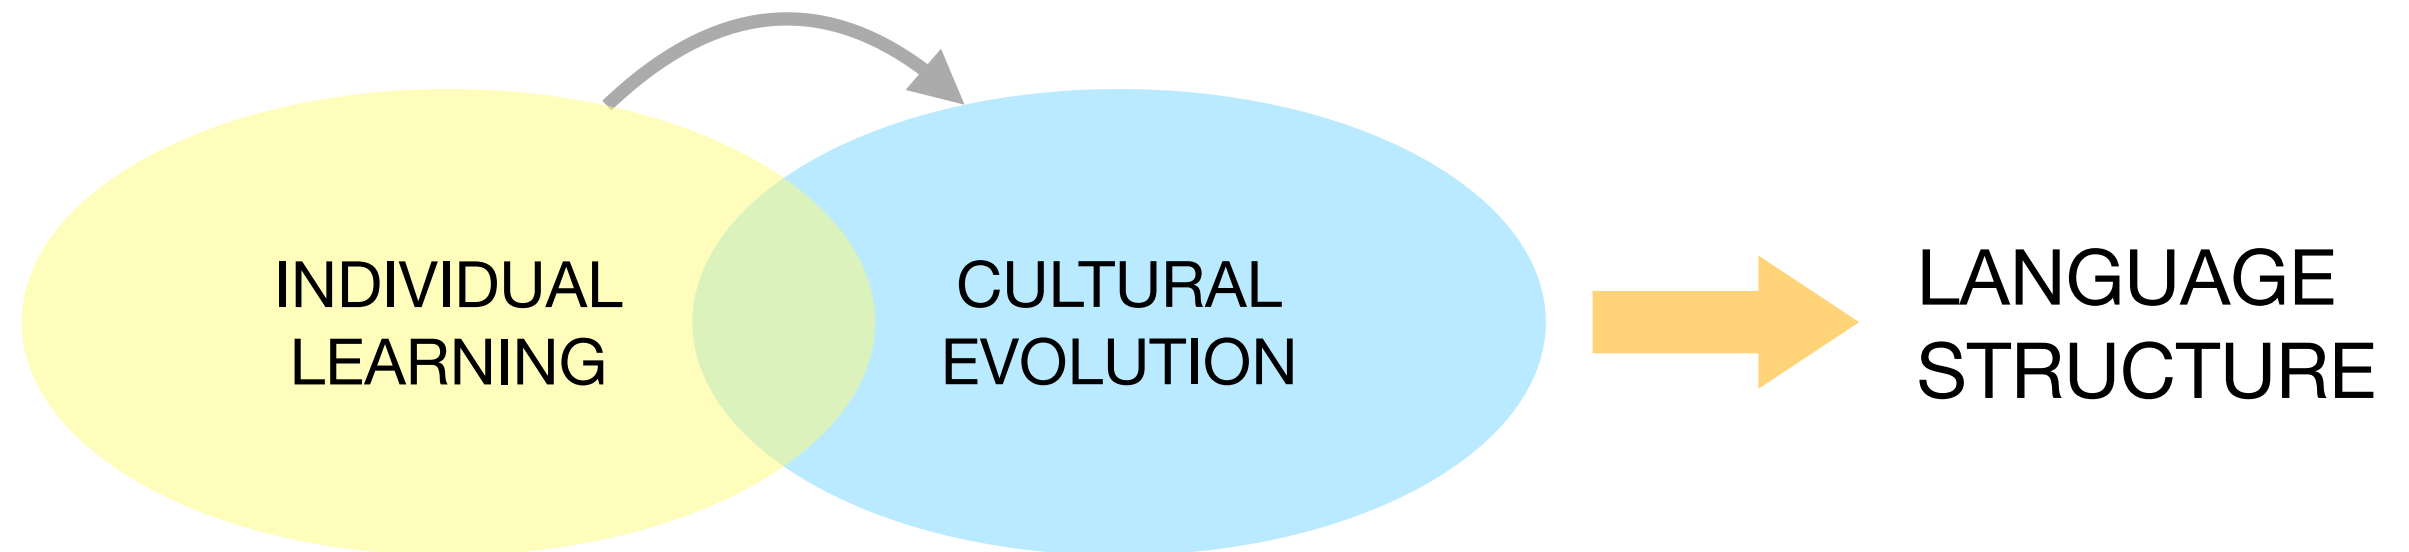 INDIVIDUAL
LEARNING
CULTURAL
EVOLUTION
LANGUAGE
STRUCTURE